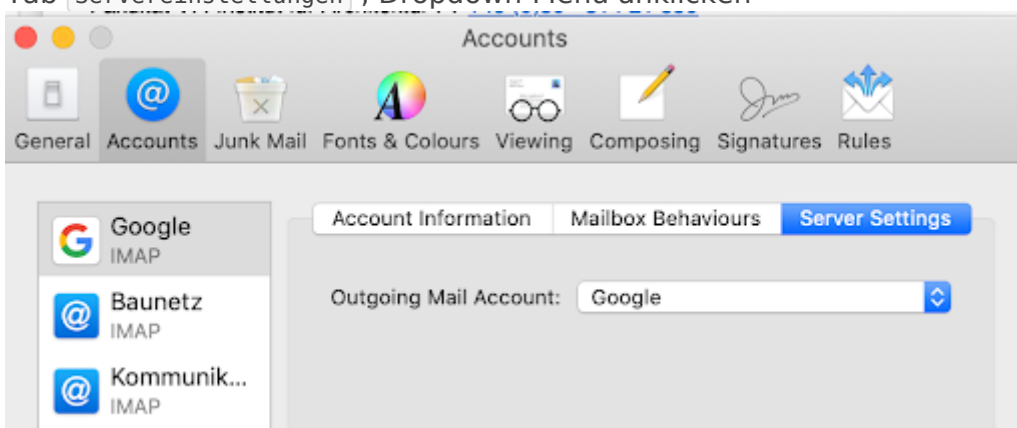 Tab Servereinstellungen, Dropdown Menü anklicken
Accounts
General Accounts Junk Mail Fonts & Colours Viewing Composing Signatures Rules
Google
IMAP
Account Information Mailbox Behaviours Server Settings
Outgoing Mail Account: Google
Baunetz
IMAP
Kommunik...
IMAP